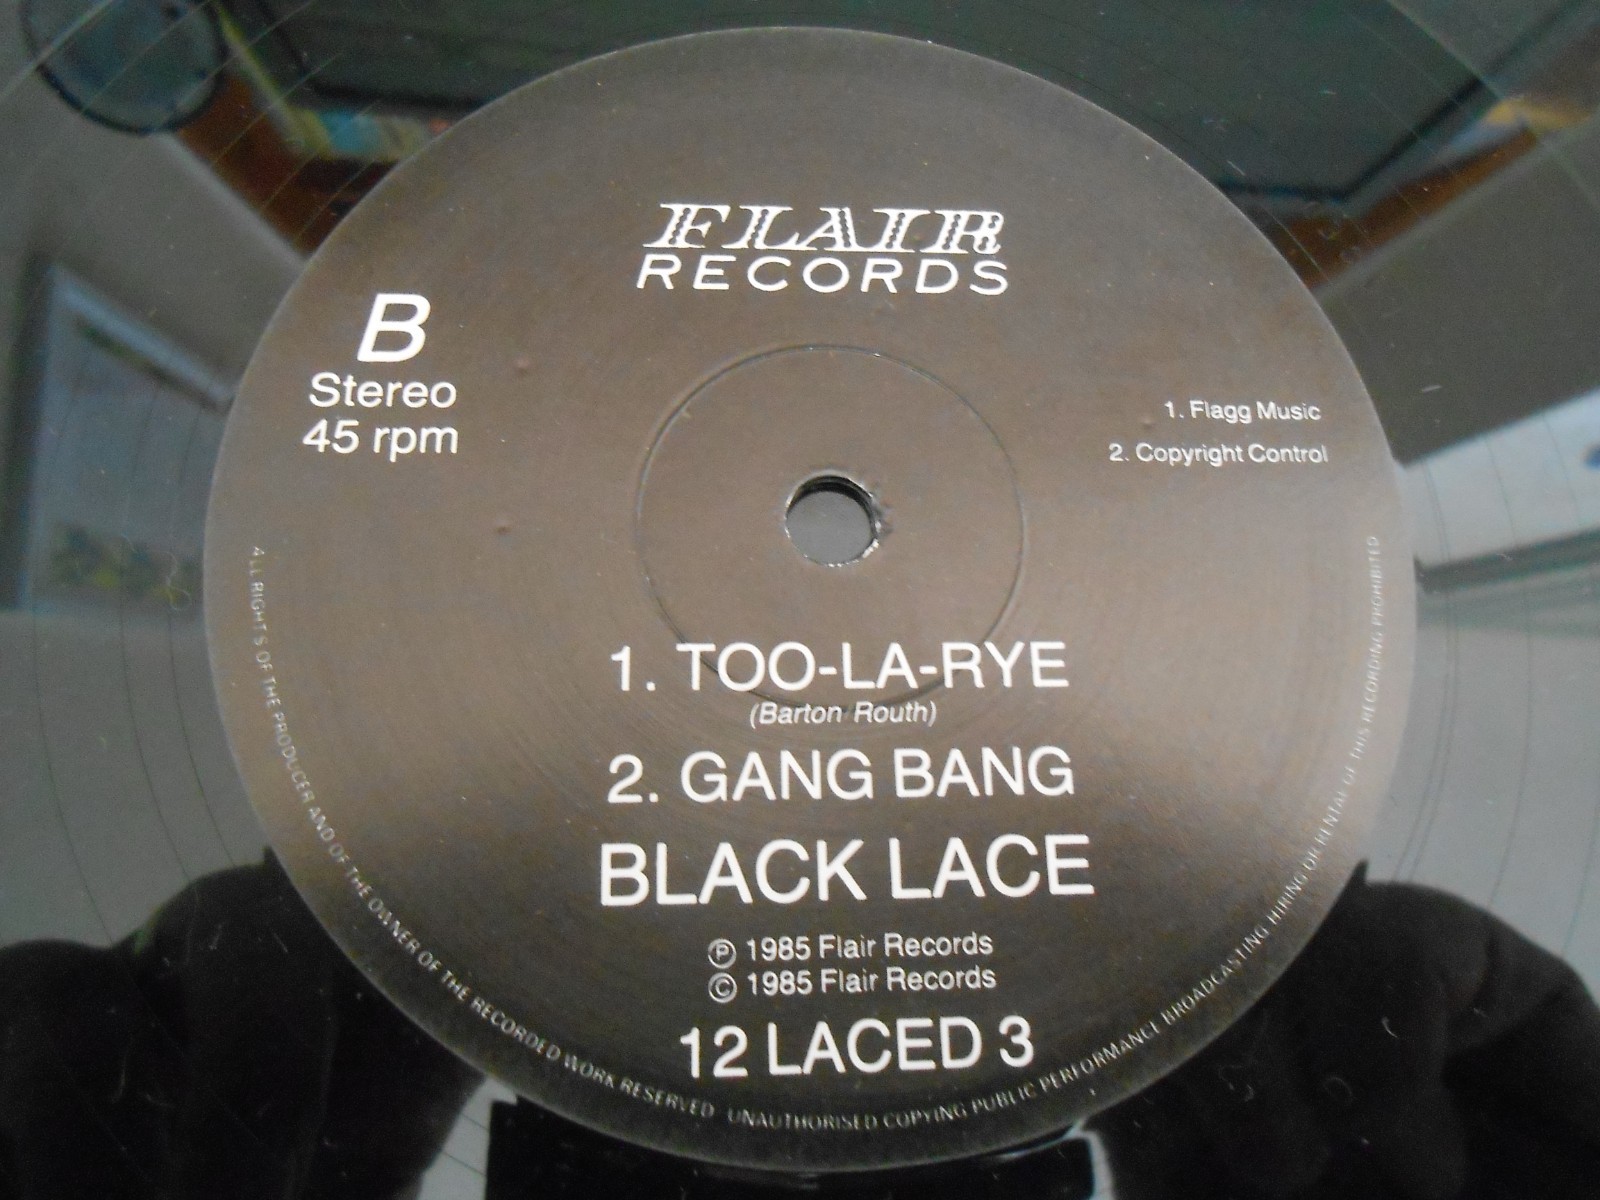 FLAIR
RECORDS
B
Stereo
45 rpm
1. Flagg Music
2. Copyright Control
1. TOO-LA-RYE
(Barton Routh)
2. GANG BANG
BLACK LACE
Ⓟ 1985 Flair Records
© 1985 Flair Records
12 LACED 3
ALL RIGHTS OF THE PRODUCER AND OF THE OWNER OF THE RECORDED WORK RESERVED UNAUTHORISED COPYING PUBLIC PERFORMANCE BROADCASTING HIRING OR RENTAL OF THIS RECORDING PROHIBITED